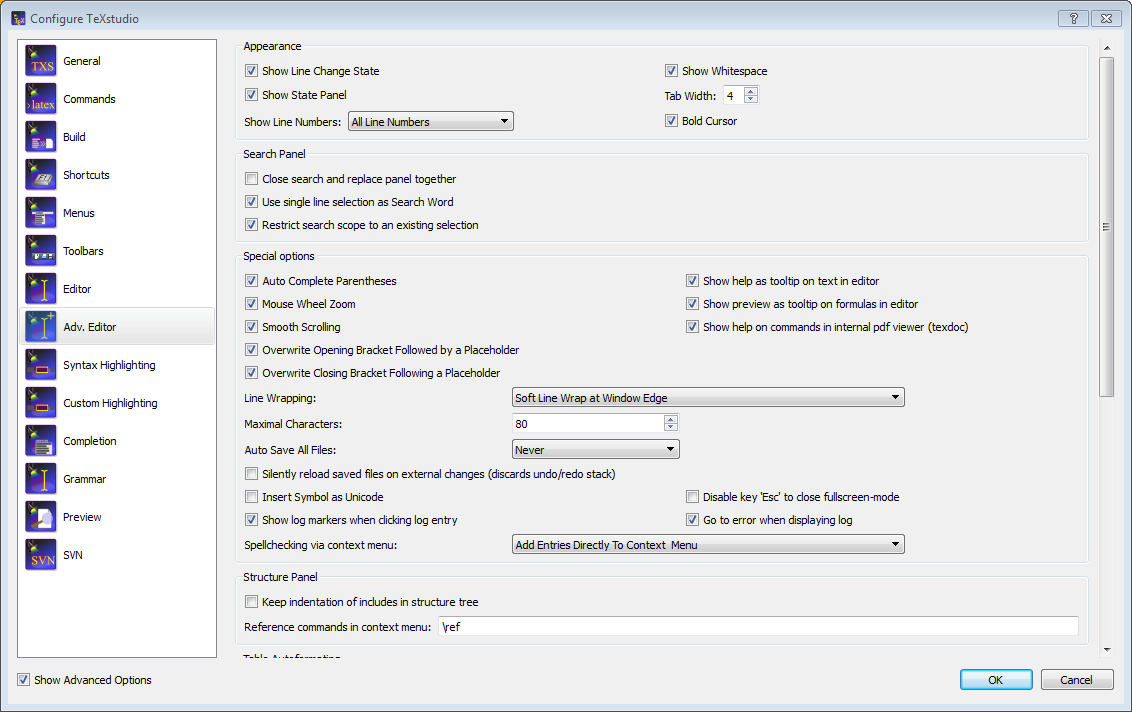 Configure TeXstudio
General
Commands
Build
Shortcuts
Menus
Toolbars
Editor
Adv. Editor
Syntax Highlighting
Custom Highlighting
Completion
Grammar
Preview
SVN
TXS
>latex
SVN
Appearance
Show Line Change State
Show Whitespace
Show State Panel
Tab Width: 4
Show Line Numbers: All Line Numbers
Bold Cursor
Search Panel
Close search and replace panel together
Use single line selection as Search Word
Restrict search scope to an existing selection
Special options
Auto Complete Parentheses
Show help as tooltip on text in editor
Mouse Wheel Zoom
Show preview as tooltip on formulas in editor
Smooth Scrolling
Show help on commands in internal pdf viewer (texdoc)
Overwrite Opening Bracket Followed by a Placeholder
Overwrite Closing Bracket Following a Placeholder
Line Wrapping: Soft Line Wrap at Window Edge
Maximal Characters: 80
Auto Save All Files: Never
Silently reload saved files on external changes (discards undo/redo stack)
Insert Symbol as Unicode
Disable key 'Esc' to close fullscreen-mode
Show log markers when clicking log entry
Go to error when displaying log
Spellchecking via context menu: Add Entries Directly To Context Menu
Structure Panel
Keep indentation of includes in structure tree
Reference commands in context menu: \ref
Table Autoformating
Show Advanced Options
OK
Cancel